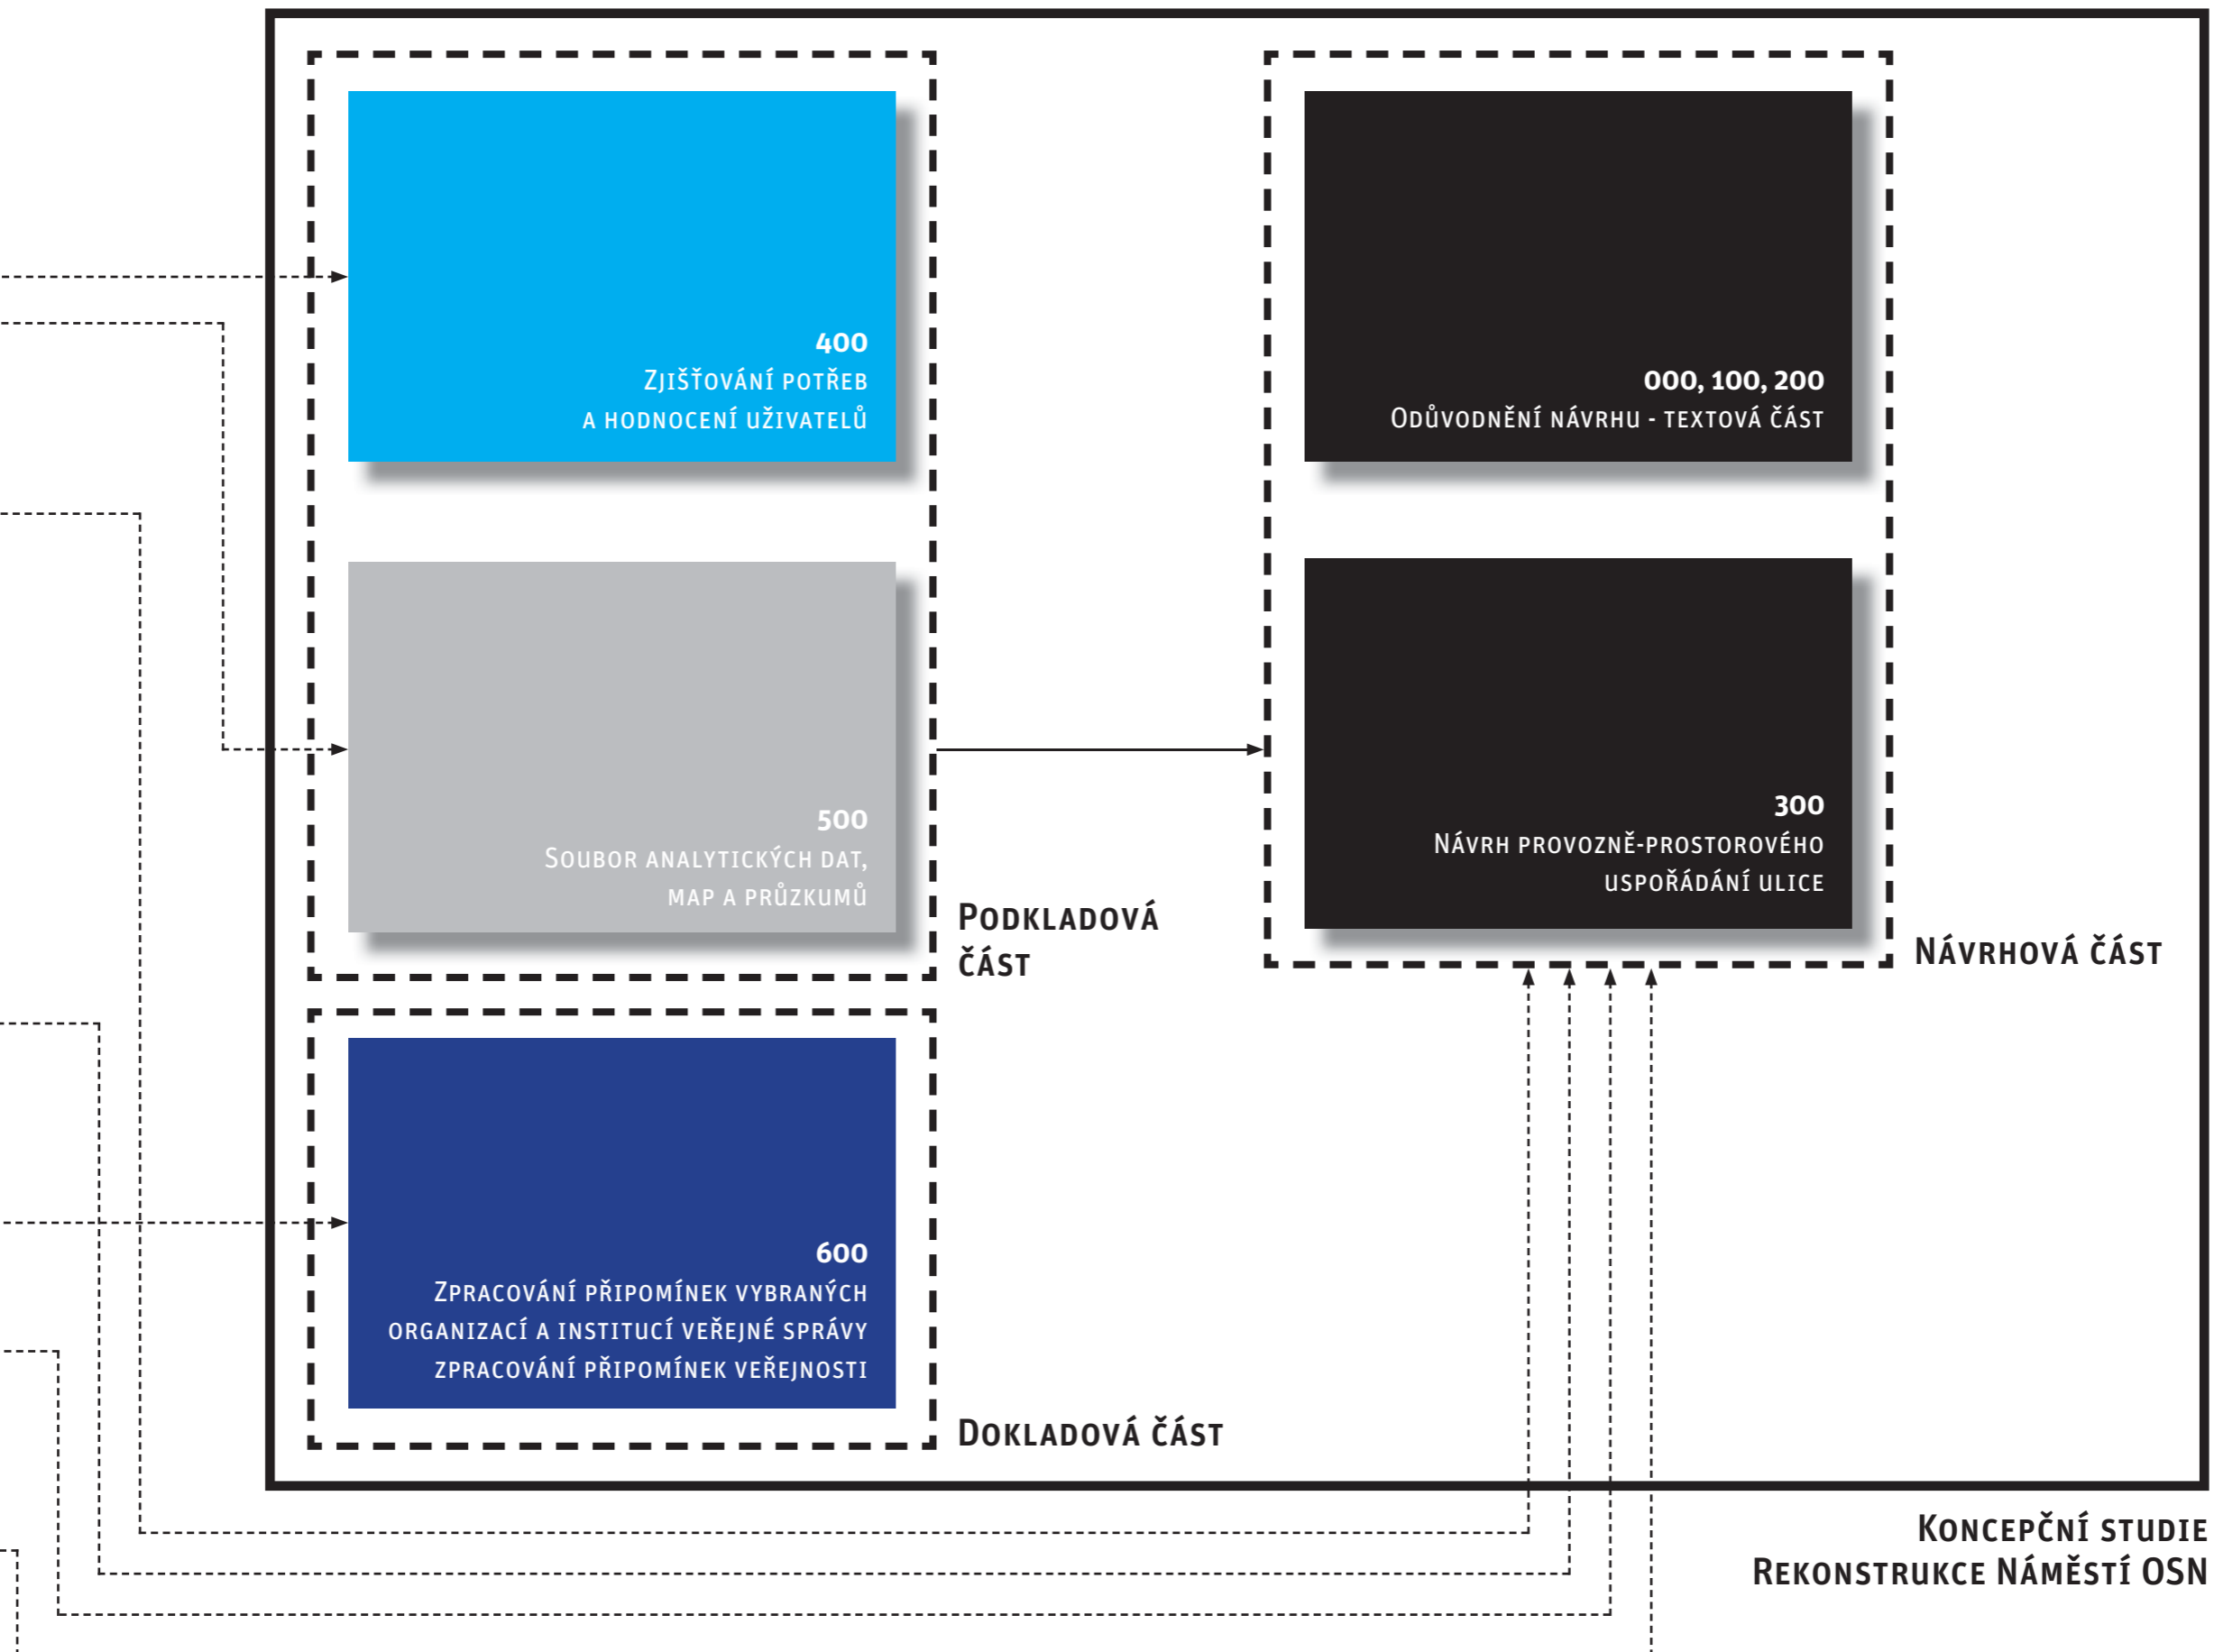 400
Zjišťování potřeb
a hodnocení uživatelů
500
Soubor analytických dat,
map a průzkumů
Podkladová
část
600
Zpracování připomínek vybraných
organizací a institucí veřejné správy
zpracování připomínek veřejnosti
Dokladová část
000, 100, 200
Odůvodnění návrhu - textová část
300
Návrh provozně-prostorového
uspořádání ulice
Návrhová část
Koncepční studie
Rekonstrukce Náměstí OSN